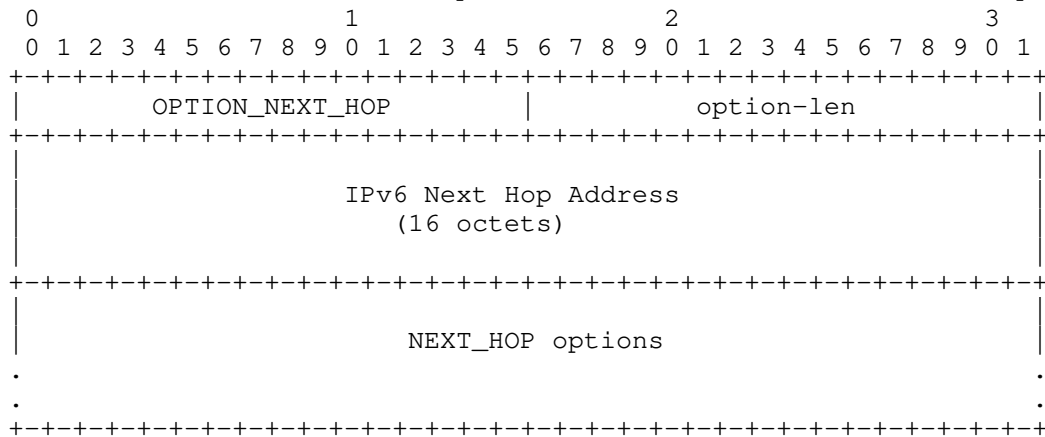 0                   1                   2                   3
0 1 2 3 4 5 6 7 8 9 0 1 2 3 4 5 6 7 8 9 0 1 2 3 4 5 6 7 8 9 0 1
+-+-+-+-+-+-+-+-+-+-+-+-+-+-+-+-+-+-+-+-+-+-+-+-+-+-+-+-+-+-+-+-+
|        OPTION_NEXT_HOP        |          option-len           |
+-+-+-+-+-+-+-+-+-+-+-+-+-+-+-+-+-+-+-+-+-+-+-+-+-+-+-+-+-+-+-+-+
|                                                               |
|                    IPv6 Next Hop Address                      |
|                       (16 octets)                             |
|                                                               |
+-+-+-+-+-+-+-+-+-+-+-+-+-+-+-+-+-+-+-+-+-+-+-+-+-+-+-+-+-+-+-+-+
|                                                               |
|                        NEXT_HOP options                       |
.                                                               .
.                                                               .
+-+-+-+-+-+-+-+-+-+-+-+-+-+-+-+-+-+-+-+-+-+-+-+-+-+-+-+-+-+-+-+-+